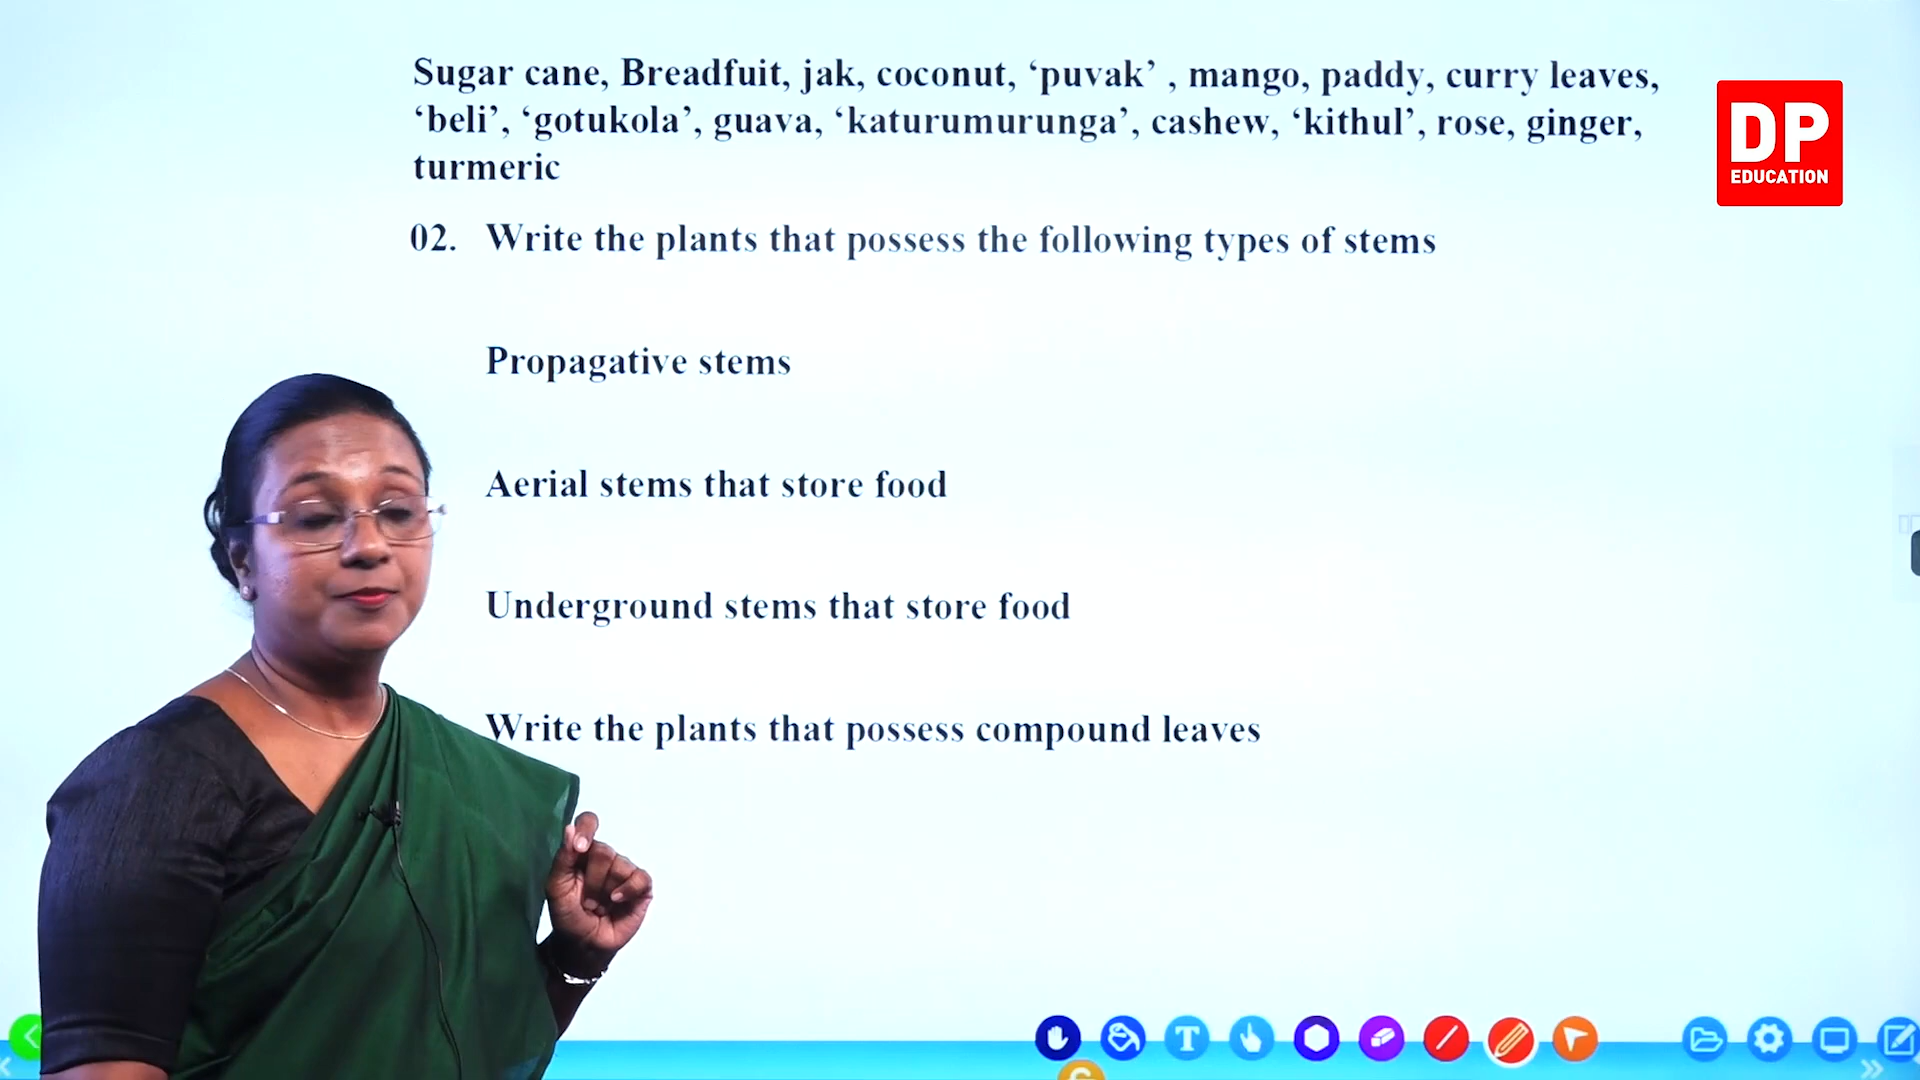 Sugar cane, Breadfuit, jak, coconut, ‘puvak’ , mango, paddy, curry leaves,
‘beli’, ‘gotukola’, guava, ‘katurumurunga’, cashew, ‘kithul’, rose, ginger,
turmeric
DP
EDUCATION
02. Write the plants that possess the following types of stems
Propagative stems
Aerial stems that store food
Underground stems that store food
Write the plants that possess compound leaves